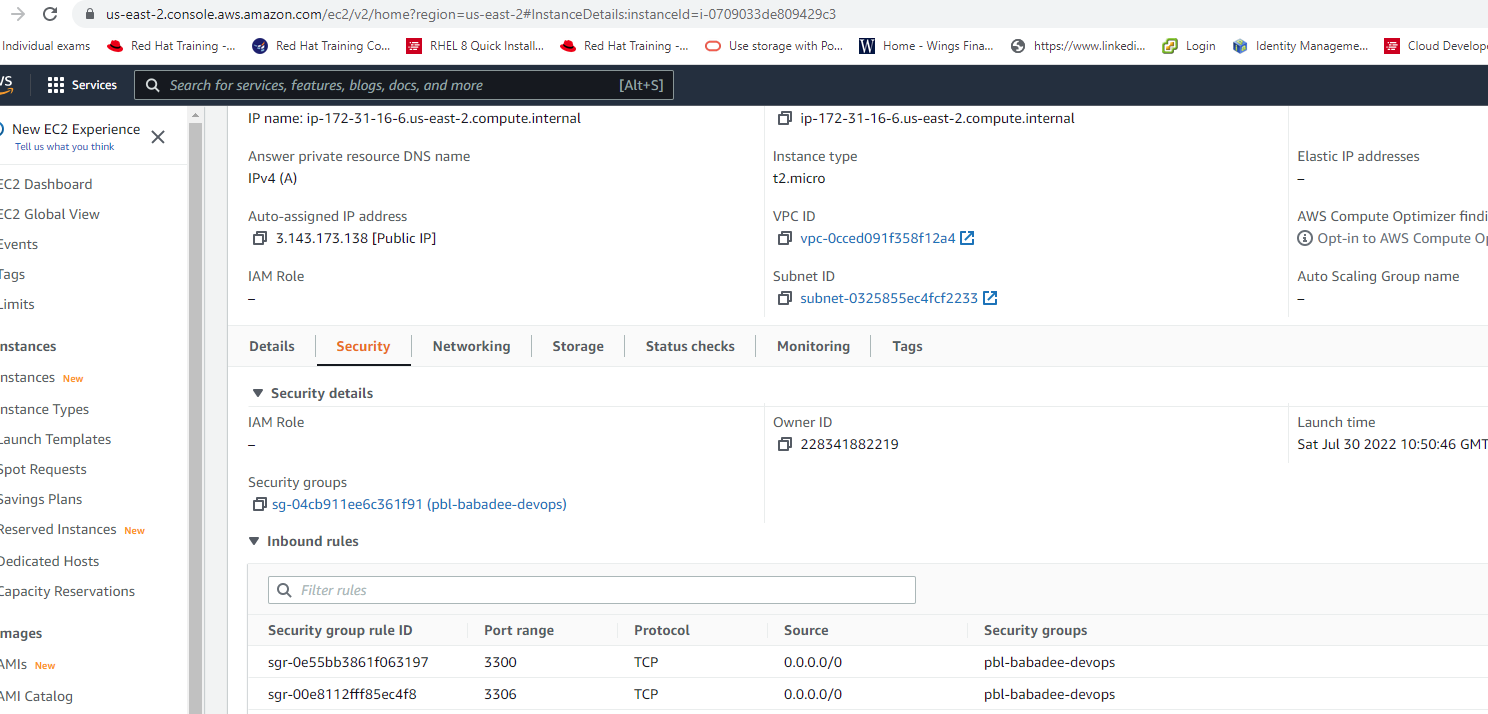 us-east-2.console.aws.amazon.com/ec2/v2/home?region=us-east-2#InstanceDetails:instanceId=i-0709033de809429c3
Individual exams Red Hat Training -... Red Hat Training Co... RHEL 8 Quick Install... Red Hat Training -... Use storage with Po... Home - Wings Fina... https://www.linkedi... Login Identity Manageme... Cloud Develope
Services Search for services, features, blogs, docs, and more [Alt+S]
New EC2 Experience
Tell us what you think
EC2 Dashboard
EC2 Global View
Events
Tags
Limits
nstances
nstances New
nstance Types
Launch Templates
Spot Requests
Savings Plans
Reserved Instances New
Dedicated Hosts
Capacity Reservations
mages
AMIs New
AMI Catalog
IP name: ip-172-31-16-6.us-east-2.compute.internal
ip-172-31-16-6.us-east-2.compute.internal
Answer private resource DNS name
IPv4 (A)
Instance type
t2.micro
Elastic IP addresses
–
Auto-assigned IP address
3.143.173.138 [Public IP]
VPC ID
vpc-0cced091f358f12a4
AWS Compute Optimizer findi
Opt-in to AWS Compute Op
IAM Role
–
Subnet ID
subnet-0325855ec4fcf2233
Auto Scaling Group name
–
Details Security Networking Storage Status checks Monitoring Tags
Security details
IAM Role
–
Owner ID
228341882219
Launch time
Sat Jul 30 2022 10:50:46 GMT
Security groups
sg-04cb911ee6c361f91 (pbl-babadee-devops)
Inbound rules
Filter rules
Security group rule ID Port range Protocol Source Security groups
sgr-0e55bb3861f063197 3300 TCP 0.0.0.0/0 pbl-babadee-devops
sgr-00e8112fff85ec4f8 3306 TCP 0.0.0.0/0 pbl-babadee-devops